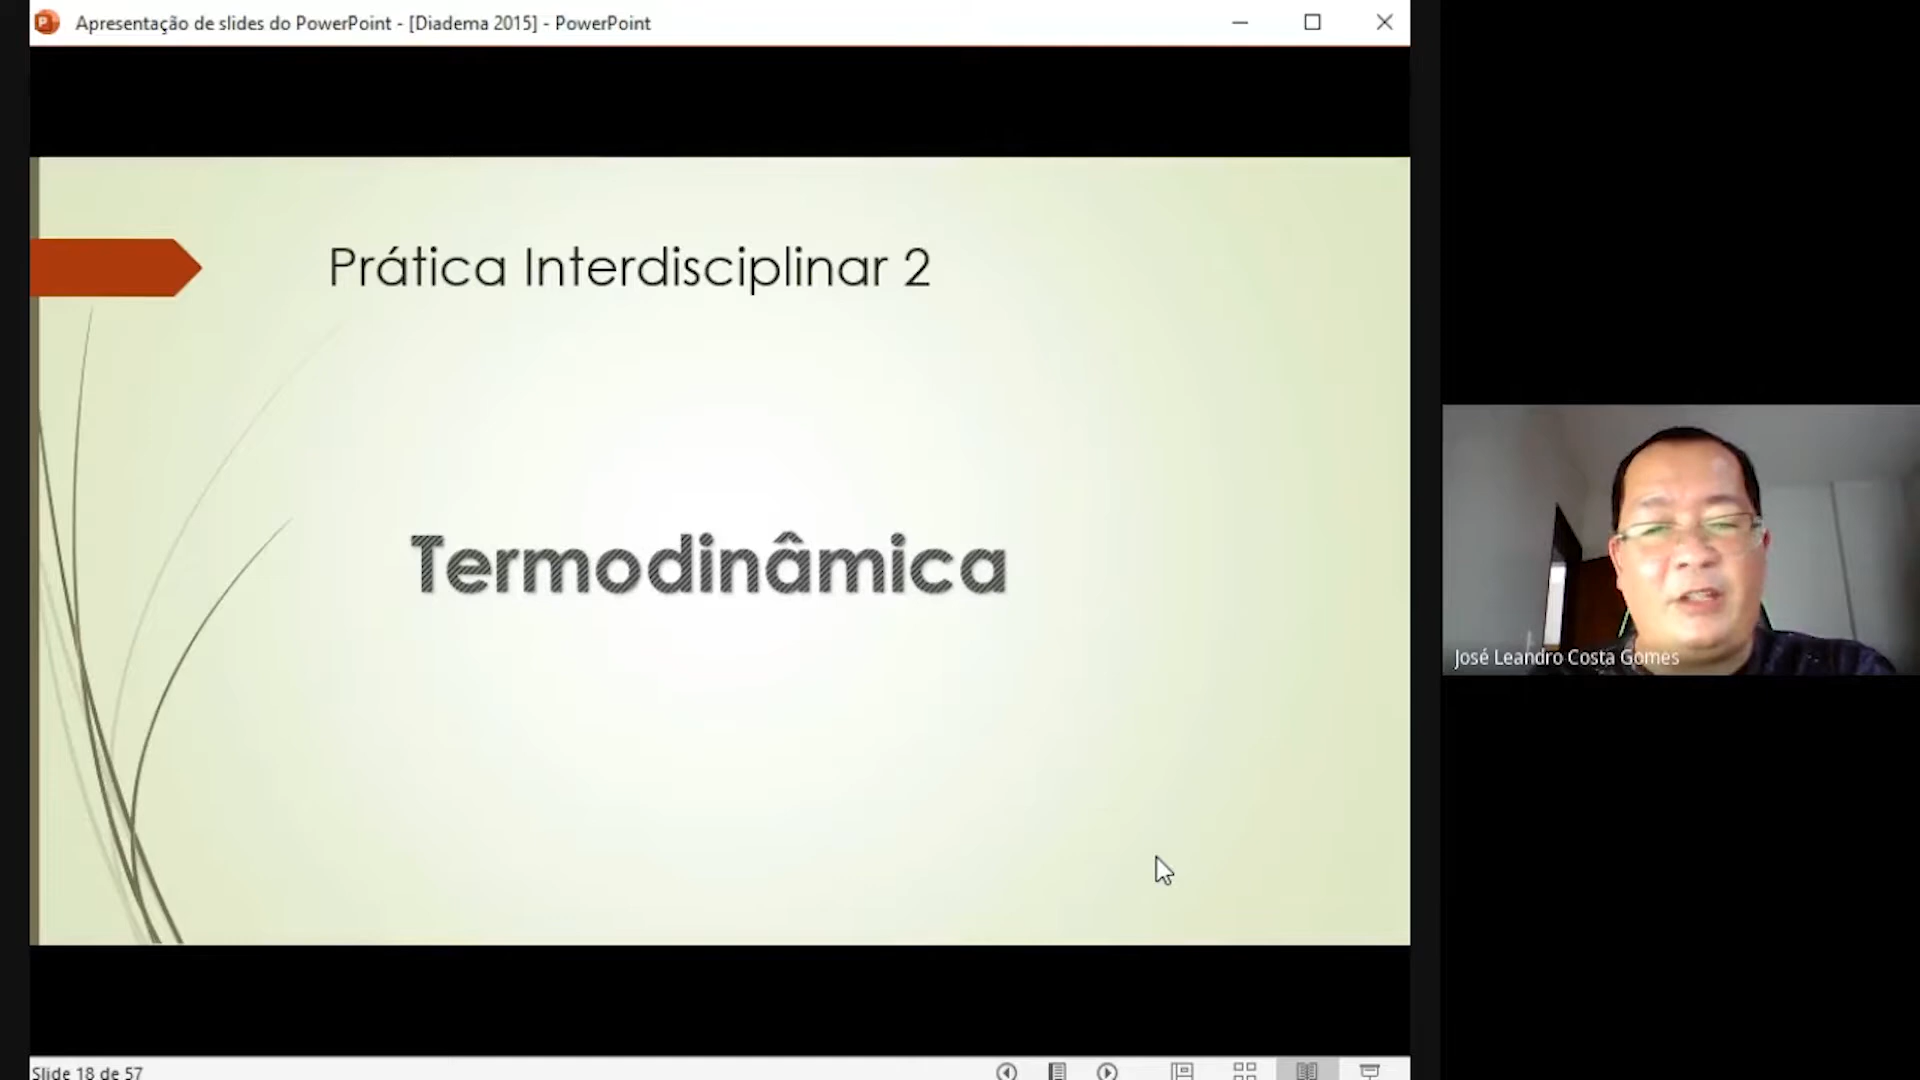 Apresentação de slides do PowerPoint - [Diadema 2015] - PowerPoint
Prática Interdisciplinar 2
Termodinâmica
José Leandro Costa Gomes
Slide 18 de 57